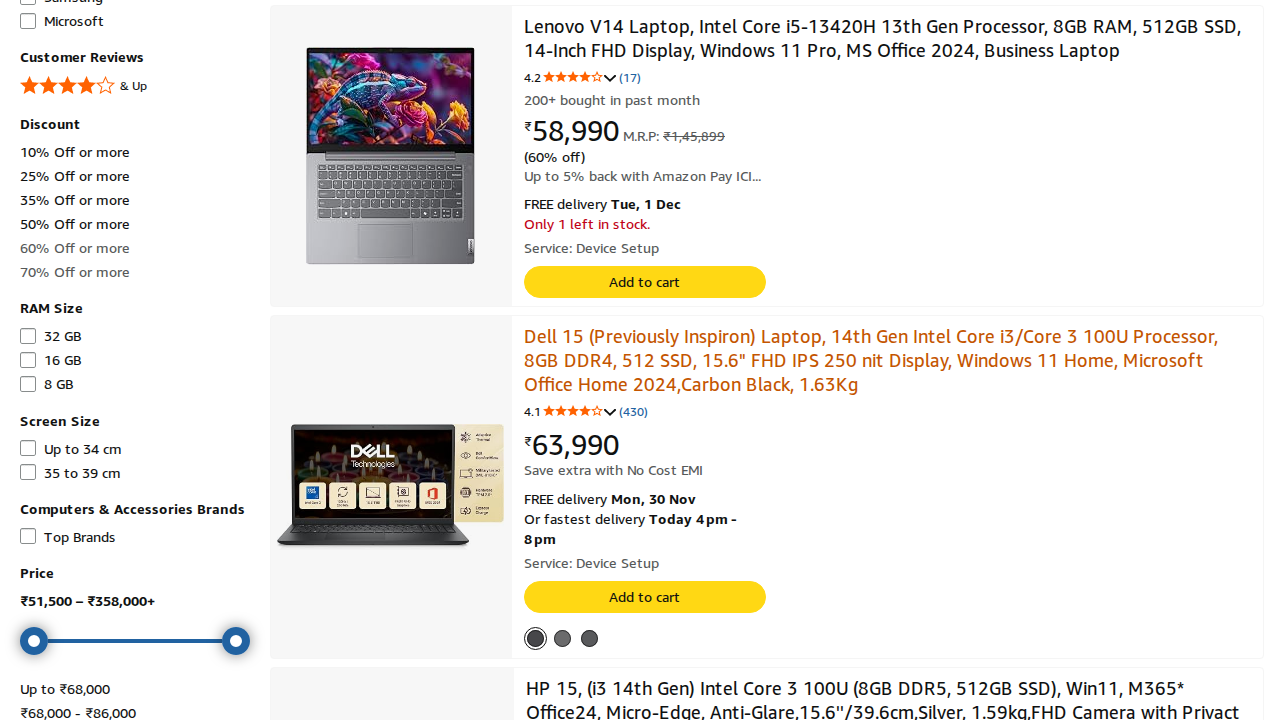 Samsung
Microsoft
Customer Reviews
& Up
Discount
10% Off or more
25% Off or more
35% Off or more
50% Off or more
60% Off or more
70% Off or more
RAM Size
32 GB
16 GB
8 GB
Screen Size
Up to 34 cm
35 to 39 cm
Computers & Accessories Brands
Top Brands
Price
₹51,500 – ₹358,000+
Up to ₹68,000
₹68,000 - ₹86,000
Lenovo V14 Laptop, Intel Core i5-13420H 13th Gen Processor, 8GB RAM, 512GB SSD,
14-Inch FHD Display, Windows 11 Pro, MS Office 2024, Business Laptop
4.2 (17)
200+ bought in past month
₹58,990 M.R.P: ₹1,45,899
(60% off)
Up to 5% back with Amazon Pay ICI...
FREE delivery Tue, 1 Dec
Only 1 left in stock.
Service: Device Setup
Add to cart
DELL
Technologies
Dell 15 (Previously Inspiron) Laptop, 14th Gen Intel Core i3/Core 3 100U Processor,
8GB DDR4, 512 SSD, 15.6" FHD IPS 250 nit Display, Windows 11 Home, Microsoft
Office Home 2024,Carbon Black, 1.63Kg
4.1 (430)
₹63,990
Save extra with No Cost EMI
FREE delivery Mon, 30 Nov
Or fastest delivery Today 4 pm -
8 pm
Service: Device Setup
Add to cart
HP 15, (i3 14th Gen) Intel Core 3 100U (8GB DDR5, 512GB SSD), Win11, M365*
Office24, Micro-Edge, Anti-Glare,15.6''/39.6cm,Silver, 1.59kg,FHD Camera with Privact